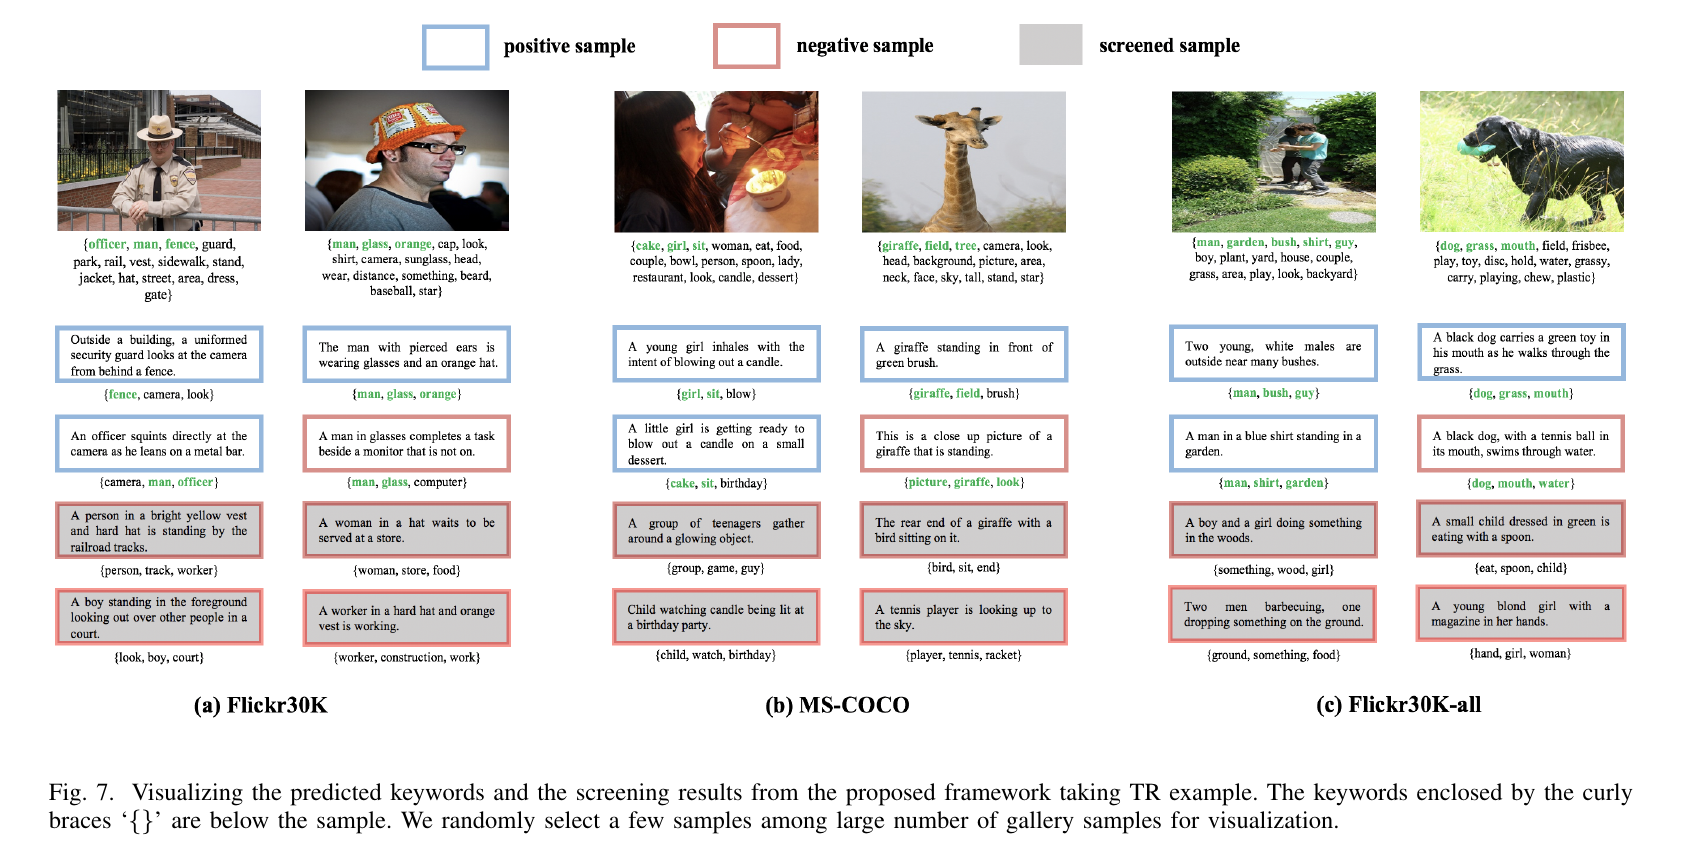 positive sample
negative sample
screened sample
{officer, man, fence, guard,
park, rail, vest, sidewalk, stand,
jacket, hat, street, area, dress,
gate}
Outside a building, a uniformed
security guard looks at the camera
from behind a fence.
{fence, camera, look}
An officer squints directly at the
camera as he leans on a metal bar.
{camera, man, officer}
A person in a bright yellow vest
and hard hat is standing by the
railroad tracks.
{person, track, worker}
A boy standing in the foreground
looking out over other people in a
court.
{look, boy, court}
{man, glass, orange, cap, look,
shirt, camera, sunglass, head,
wear, distance, something, beard,
baseball, star}
The man with pierced ears is
wearing glasses and an orange hat.
{man, glass, orange}
A man in glasses completes a task
beside a monitor that is not on.
{man, glass, computer}
A woman in a hat waits to be
served at a store.
{woman, store, food}
A worker in a hard hat and orange
vest is working.
{worker, construction, work}
(a) Flickr30K
{cake, girl, sit, woman, eat, food,
couple, bowl, person, spoon, lady,
restaurant, look, candle, dessert}
A young girl inhales with the
intent of blowing out a candle.
{girl, sit, blow}
A little girl is getting ready to
blow out a candle on a small
dessert.
{cake, sit, birthday}
A group of teenagers gather
around a glowing object.
{group, game, guy}
Child watching candle being lit at
a birthday party.
{child, watch, birthday}
{giraffe, field, tree, camera, look,
head, background, picture, area,
neck, face, sky, tall, stand, star}
A giraffe standing in front of
green brush.
{giraffe, field, brush}
This is a close up picture of a
giraffe that is standing.
{picture, giraffe, look}
The rear end of a giraffe with a
bird sitting on it.
{bird, sit, end}
A tennis player is looking up to
the sky.
{player, tennis, racket}
(b) MS-COCO
{man, garden, bush, shirt, guy,
boy, plant, yard, house, couple,
grass, area, play, look, backyard}
Two young, white males are
outside near many bushes.
{man, bush, guy}
A man in a blue shirt standing in a
garden.
{man, shirt, garden}
A boy and a girl doing something
in the woods.
{something, wood, girl}
Two men barbecuing, one
dropping something on the ground.
{ground, something, food}
{dog, grass, mouth, field, frisbee,
play, toy, disc, hold, water, grassy,
carry, playing, chew, plastic}
A black dog carries a green toy in
his mouth as he walks through the
grass.
{dog, grass, mouth}
A black dog, with a tennis ball in
its mouth, swims through water.
{dog, mouth, water}
A small child dressed in green is
eating with a spoon.
{eat, spoon, child}
A young blond girl with a
magazine in her hands.
{hand, girl, woman}
(c) Flickr30K-all
Fig. 7. Visualizing the predicted keywords and the screening results from the proposed framework taking TR example. The keywords enclosed by the curly
braces ‘{}’ are below the sample. We randomly select a few samples among large number of gallery samples for visualization.